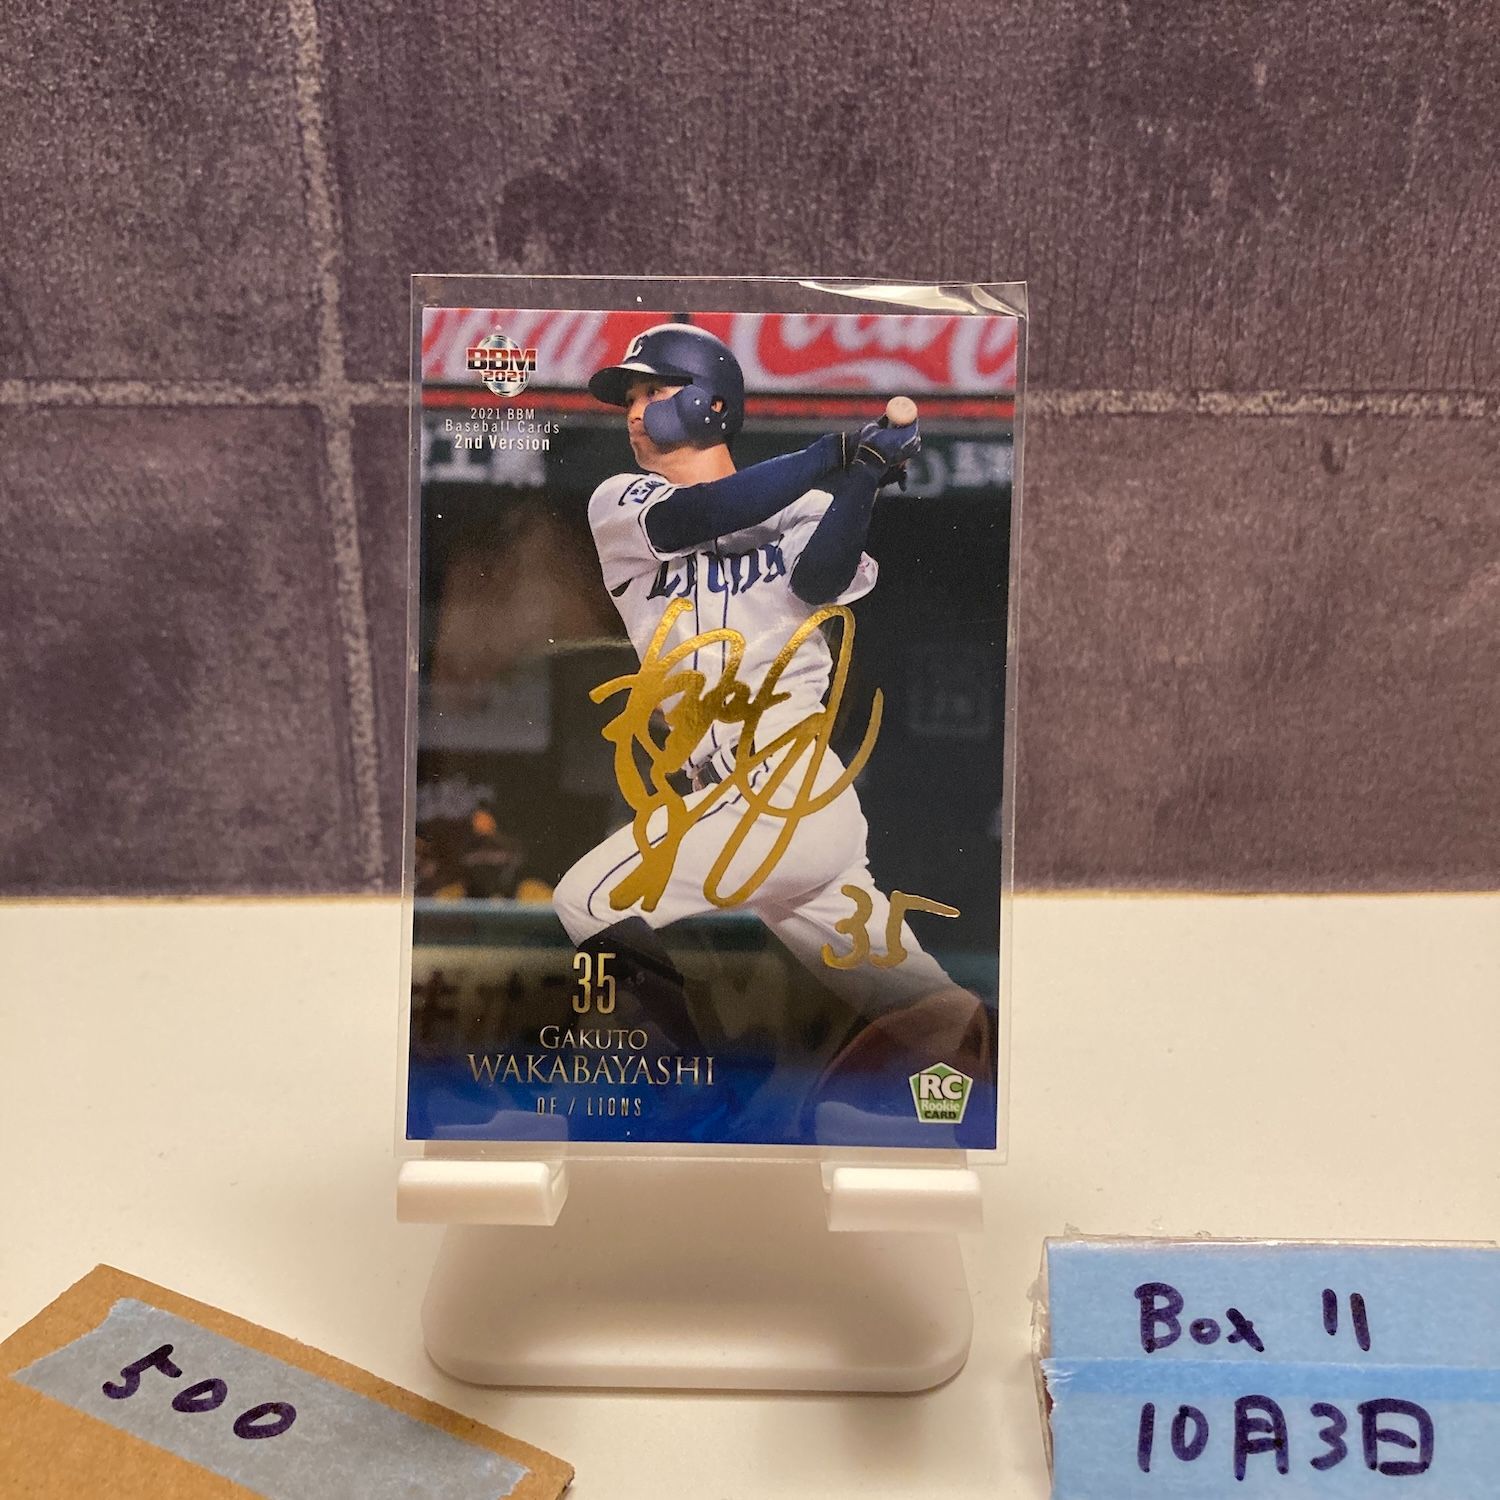 BBM
2021
2021 BBM
Baseball Cards
2nd Version
LIONS
35
35
GAKUTO
WAKABAYASHI
OF / LIONS
RC
Rookie
CARD
500
Box 11
10月3日